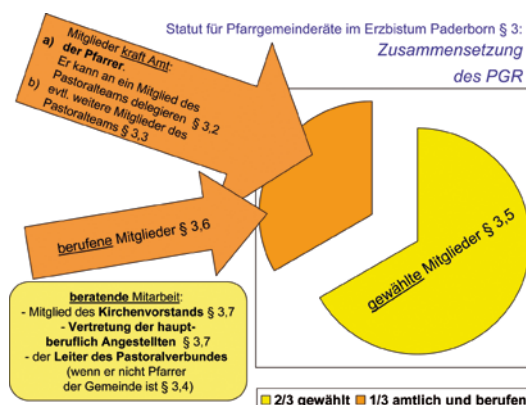 Statut für Pfarrgemeinderäte im Erzbistum Paderborn § 3:
Zusammensetzung
des PGR
Mitglieder kraft Amt:
a) der Pfarrer.
Er kann an ein Mitglied des
Pastoralteams delegieren § 3,2
b) evtl. weitere Mitglieder des
Pastoralteams § 3,3
berufene Mitglieder § 3,6
gewählte Mitglieder § 3,5
beratende Mitarbeit:
- Mitglied des Kirchenvorstands § 3,7
- Vertretung der haupt-
beruflich Angestellten § 3,7
- der Leiter des Pastoralverbundes
(wenn er nicht Pfarrer
der Gemeinde ist § 3,4)
2/3 gewählt 1/3 amtlich und berufen